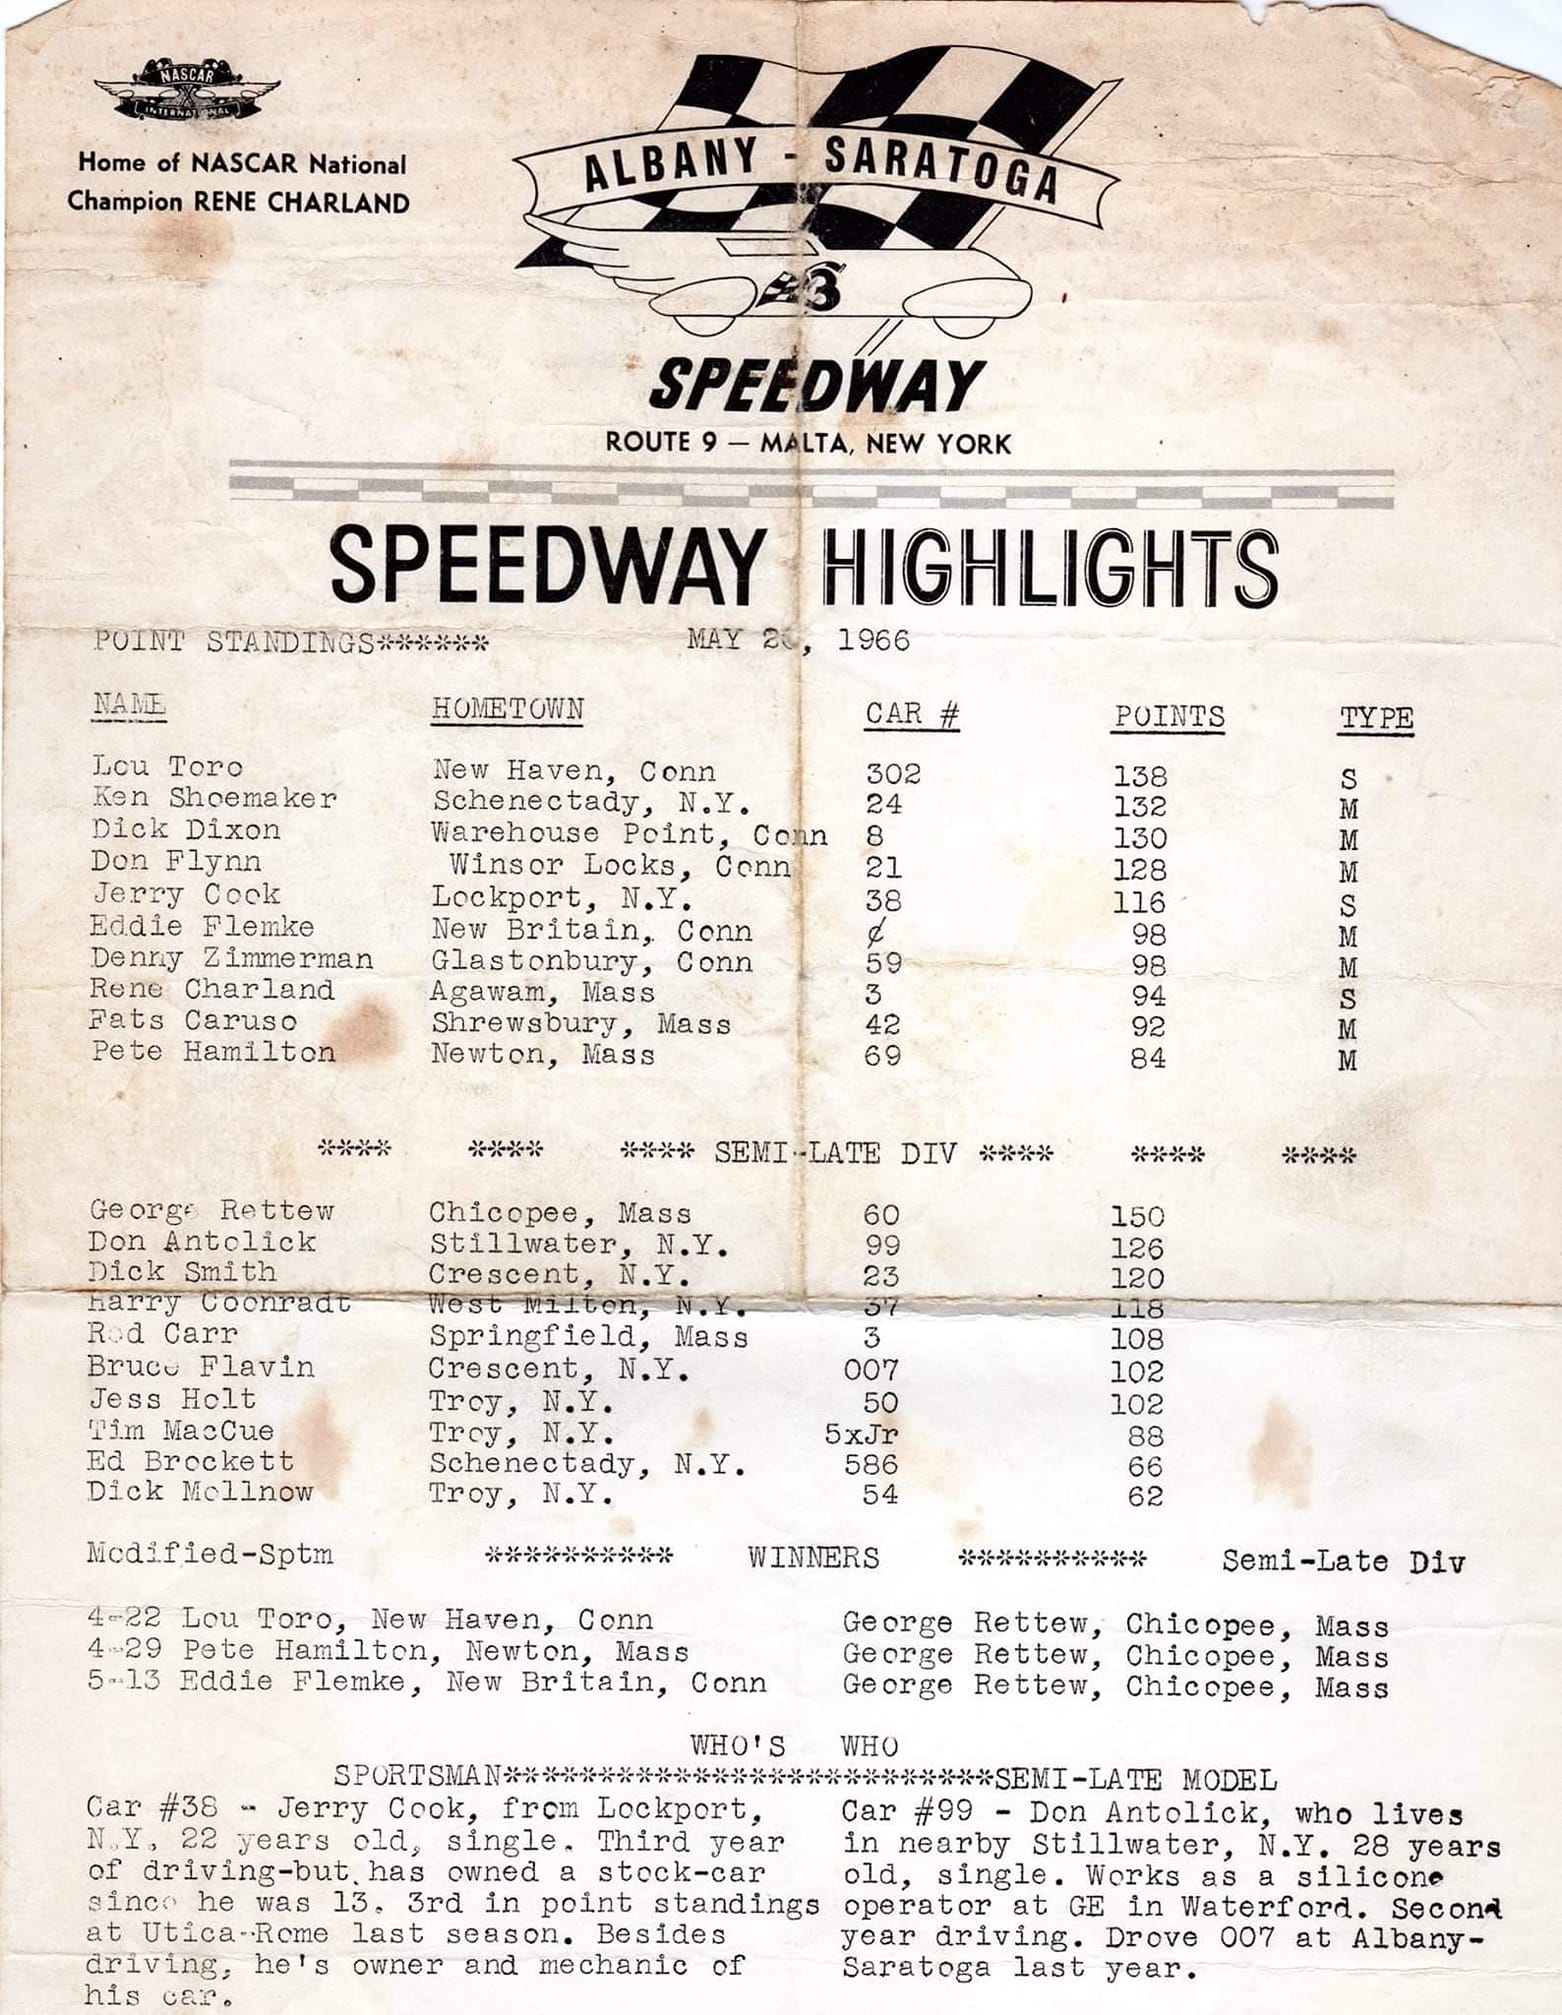 NASCAR
INTERNATIONAL
Home of NASCAR National
Champion RENE CHARLAND
ALBANY - SARATOGA
3
SPEEDWAY
ROUTE 9 — MALTA, NEW YORK
SPEEDWAY HIGHLIGHTS
POINT STANDINGS****** MAY , 1966
NAME HOMETOWN CAR # POINTS TYPE
Lou Toro New Haven, Conn 302 138 S
Ken Shoemaker Schenectady, N.Y. 24 132 M
Dick Dixon Warehouse Point, Conn 8 130 M
Don Flynn Winsor Locks, Conn 21 128 M
Jerry Cook Lockport, N.Y. 38 116 S
Eddie Flemke New Britain, Conn ¢ 98 M
Denny Zimmerman Glastonbury, Conn 59 98 M
Rene Charland Agawam, Mass 3 94 S
Fats Caruso Shrewsbury, Mass 42 92 M
Pete Hamilton Newton, Mass 69 84 M
**** **** **** SEMI-LATE DIV **** **** ****
George Rettew Chicopee, Mass 60 150
Don Antolick Stillwater, N.Y. 99 126
Dick Smith Crescent, N.Y. 23 120
Harry Coonradt West Milton, N.Y. 37 118
Rod Carr Springfield, Mass 3 108
Bruce Flavin Crescent, N.Y. 007 102
Jess Holt Troy, N.Y. 50 102
Tim MacCue Troy, N.Y. 5xJr 88
Ed Brockett Schenectady, N.Y. 586 66
Dick Mollnow Troy, N.Y. 54 62
Modified-Sptm ********** WINNERS ********** Semi-Late Div
4-22 Lou Toro, New Haven, Conn George Rettew, Chicopee, Mass
4-29 Pete Hamilton, Newton, Mass George Rettew, Chicopee, Mass
5-13 Eddie Flemke, New Britain, Conn George Rettew, Chicopee, Mass
WHO'S WHO
SPORTSMAN**************************SEMI-LATE MODEL
Car #38 - Jerry Cook, from Lockport,
N.Y. 22 years old, single. Third year
of driving-but has owned a stock-car
since he was 13. 3rd in point standings
at Utica-Rome last season. Besides
driving, he's owner and mechanic of
his car.
Car #99 - Don Antolick, who lives
in nearby Stillwater, N.Y. 28 years
old, single. Works as a silicone
operator at GE in Waterford. Second
year driving. Drove 007 at Albany-
Saratoga last year.